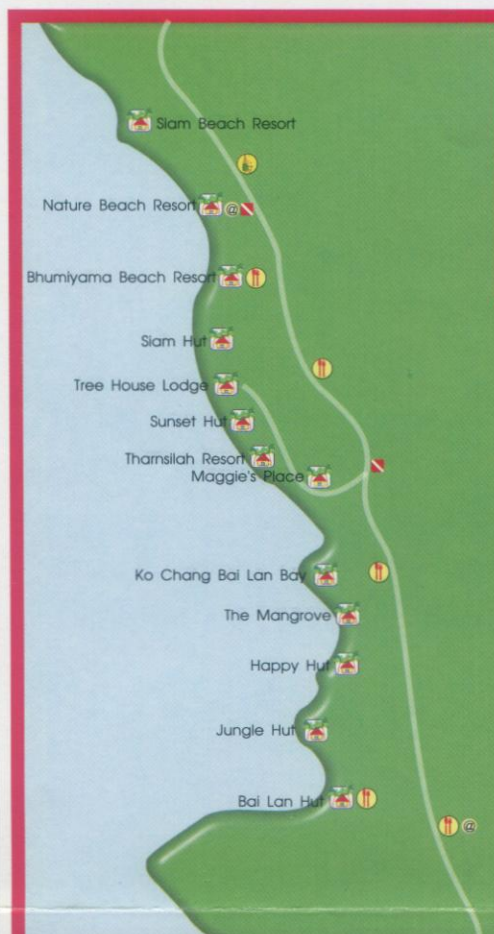 Siam Beach Resort
Nature Beach Resort
@
Bhumiyama Beach Resort
Siam Hut
Tree House Lodge
Sunset Hut
Tharnsilah Resort
Maggie's Place
Ko Chang Bai Lan Bay
The Mangrove
Happy Hut
Jungle Hut
Bai Lan Hut
@